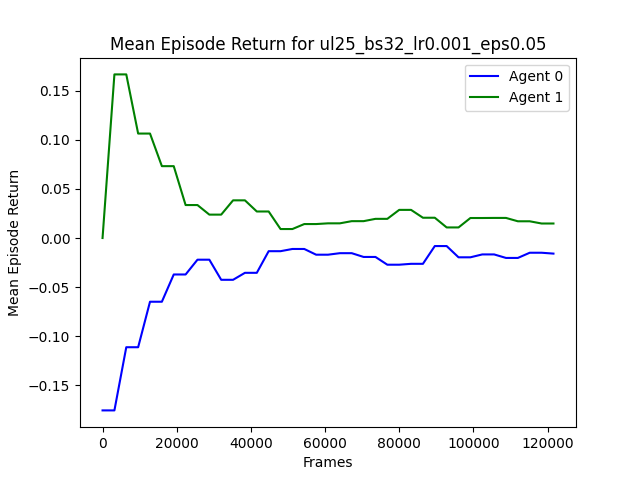 Mean Episode Return for ul25_bs32_lr0.001_eps0.05
Agent 0
Agent 1
0.15
0.10
0.05
0.00
−0.05
−0.10
−0.15
Mean Episode Return
0
20000
40000
60000
80000
100000
120000
Frames